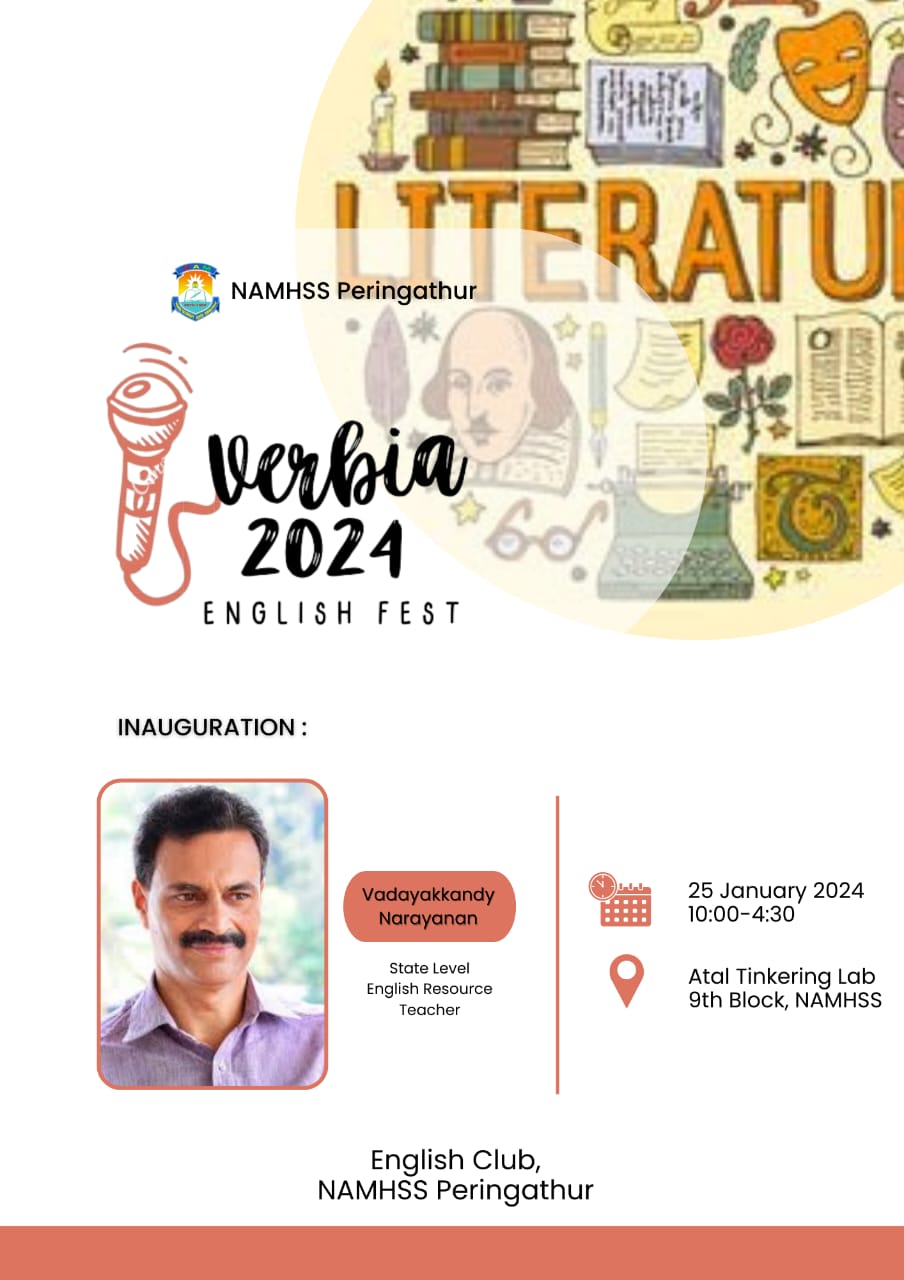 LITERATU
NAMHSS Peringathur
Verbia
2024
ENGLISH FEST
INAUGURATION :
Vadayakkandy
Narayanan
State Level
English Resource
Teacher
25 January 2024
10:00-4:30
Atal Tinkering Lab
9th Block, NAMHSS
English Club,
NAMHSS Peringathur